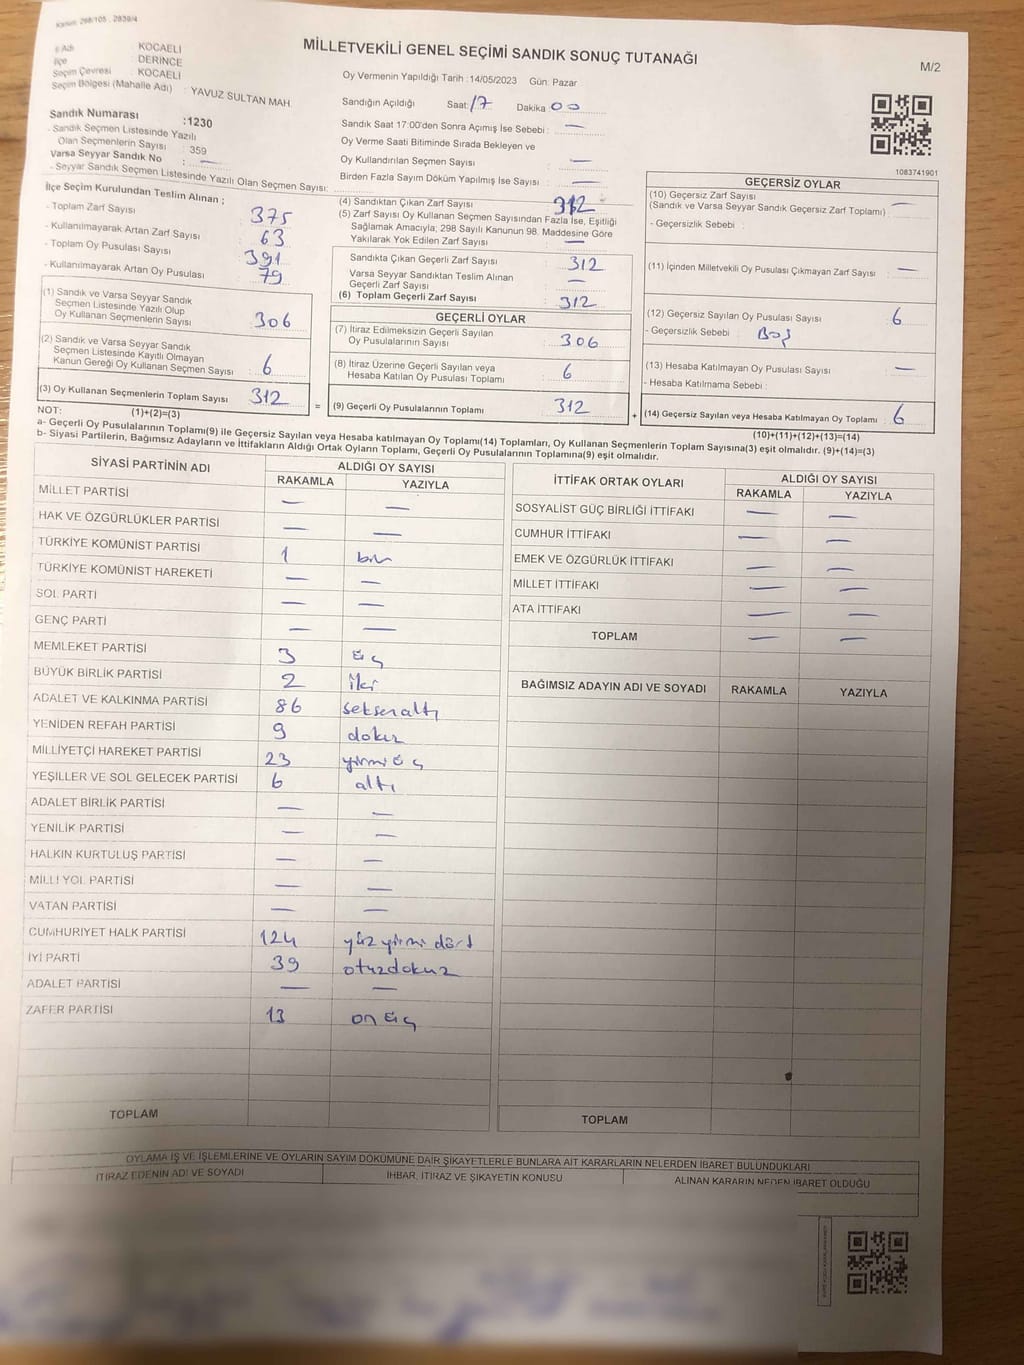 Kanun: 298/105 , 2839/4
MİLLETVEKİLİ GENEL SEÇİMİ SANDIK SONUÇ TUTANAĞI
M/2
İl Adı KOCAELİ
İlçe : DERİNCE
Seçim Çevresi : KOCAELİ
Seçim Bölgesi (Mahalle Adı) : YAVUZ SULTAN MAH.
Sandık Numarası :1230
- Sandık Seçmen Listesinde Yazılı
Olan Seçmenlerin Sayısı : 359
Varsa Seyyar Sandık No : —
- Seyyar Sandık Seçmen Listesinde Yazılı Olan Seçmen Sayısı:
Oy Vermenin Yapıldığı Tarih :14/05/2023 Gün: Pazar
Sandığın Açıldığı Saat: 17 Dakika 00
Sandık Saat 17:00'den Sonra Açımış İse Sebebi : —
Oy Verme Saati Bitiminde Sırada Bekleyen ve
Oy Kullandırılan Seçmen Sayısı : —
Birden Fazla Sayım Döküm Yapılmış İse Sayısı : —
1083741901
İlçe Seçim Kurulundan Teslim Alınan ;
- Toplam Zarf Sayısı : 375
- Kullanılmayarak Artan Zarf Sayısı : 63
- Toplam Oy Pusulası Sayısı : 391
- Kullanılmayarak Artan Oy Pusulası : 79
(1) Sandık ve Varsa Seyyar Sandık
Seçmen Listesinde Yazılı Olup
Oy Kullanan Seçmenlerin Sayısı : 306
(2) Sandık ve Varsa Seyyar Sandık
Seçmen Listesinde Kayıtlı Olmayan
Kanun Gereği Oy Kullanan Seçmen Sayısı : 6
(3) Oy Kullanan Seçmenlerin Toplam Sayısı : 312
(1)+(2)=(3)
(4) Sandıktan Çıkan Zarf Sayısı : 312
(5) Zarf Sayısı Oy Kullanan Seçmen Sayısından Fazla İse, Eşitliği
Sağlamak Amacıyla; 298 Sayılı Kanunun 98. Maddesine Göre
Yakılarak Yok Edilen Zarf Sayısı : —
Sandıkta Çıkan Geçerli Zarf Sayısı : 312
Varsa Seyyar Sandıktan Teslim Alınan
Geçerli Zarf Sayısı : —
(6) Toplam Geçerli Zarf Sayısı : 312
GEÇERLİ OYLAR
(7) İtiraz Edilmeksizin Geçerli Sayılan
Oy Pusulalarının Sayısı : 306
(8) İtiraz Üzerine Geçerli Sayılan veya
Hesaba Katılan Oy Pusulası Toplamı : 6
= (9) Geçerli Oy Pusulalarının Toplamı : 312 +
GEÇERSİZ OYLAR
(10) Geçersiz Zarf Sayısı
(Sandık ve Varsa Seyyar Sandık Geçersiz Zarf Toplamı) : —
- Geçersizlik Sebebi :
(11) İçinden Milletvekili Oy Pusulası Çıkmayan Zarf Sayısı : —
(12) Geçersiz Sayılan Oy Pusulası Sayısı : 6
- Geçersizlik Sebebi : Boş
(13) Hesaba Katılmayan Oy Pusulası Sayısı : —
- Hesaba Katılmama Sebebi :
(14) Geçersiz Sayılan veya Hesaba Katılmayan Oy Toplamı : 6
(10)+(11)+(12)+(13)=(14)
NOT:
a- Geçerli Oy Pusulalarının Toplamı(9) ile Geçersiz Sayılan veya Hesaba katılmayan Oy Toplamı(14) Toplamları, Oy Kullanan Seçmenlerin Toplam Sayısına(3) eşit olmalıdır. (9)+(14)=(3)
b- Siyasi Partilerin, Bağımsız Adayların ve İttifakların Aldığı Ortak Oyların Toplamı, Geçerli Oy Pusulalarının Toplamına(9) eşit olmalıdır.
SİYASİ PARTİNİN ADI ALDIĞI OY SAYISI
RAKAMLA YAZIYLA
MİLLET PARTİSİ — —
HAK VE ÖZGÜRLÜKLER PARTİSİ — —
TÜRKİYE KOMÜNİST PARTİSİ 1 bir
TÜRKİYE KOMÜNİST HAREKETİ — —
SOL PARTİ — —
GENÇ PARTİ — —
MEMLEKET PARTİSİ 3 üç
BÜYÜK BİRLİK PARTİSİ 2 iki
ADALET VE KALKINMA PARTİSİ 86 seksenaltı
YENİDEN REFAH PARTİSİ 9 dokuz
MİLLİYETÇİ HAREKET PARTİSİ 23 yirmi üç
YEŞİLLER VE SOL GELECEK PARTİSİ 6 altı
ADALET BİRLİK PARTİSİ — —
YENİLİK PARTİSİ — —
HALKIN KURTULUŞ PARTİSİ — —
MİLLİ YOL PARTİSİ — —
VATAN PARTİSİ — —
CUMHURİYET HALK PARTİSİ 124 yüz yirmi dört
İYİ PARTİ 39 otuzdokuz
ADALET PARTİSİ — —
ZAFER PARTİSİ 13 on üç
TOPLAM
İTTİFAK ORTAK OYLARI ALDIĞI OY SAYISI
RAKAMLA YAZIYLA
SOSYALİST GÜÇ BİRLİĞİ İTTİFAKI — —
CUMHUR İTTİFAKI — —
EMEK VE ÖZGÜRLÜK İTTİFAKI — —
MİLLET İTTİFAKI — —
ATA İTTİFAKI — —
TOPLAM — —
BAĞIMSIZ ADAYIN ADI VE SOYADI RAKAMLA YAZIYLA
TOPLAM
OYLAMA İŞ VE İŞLEMLERİNE VE OYLARIN SAYIM DÖKÜMÜNE DAİR ŞİKAYETLERLE BUNLARA AİT KARARLARIN NELERDEN İBARET BULUNDUKLARI
İTİRAZ EDENİN ADI VE SOYADI İHBAR, İTİRAZ VE ŞİKAYETİN KONUSU ALINAN KARARIN NEDEN İBARET OLDUĞU